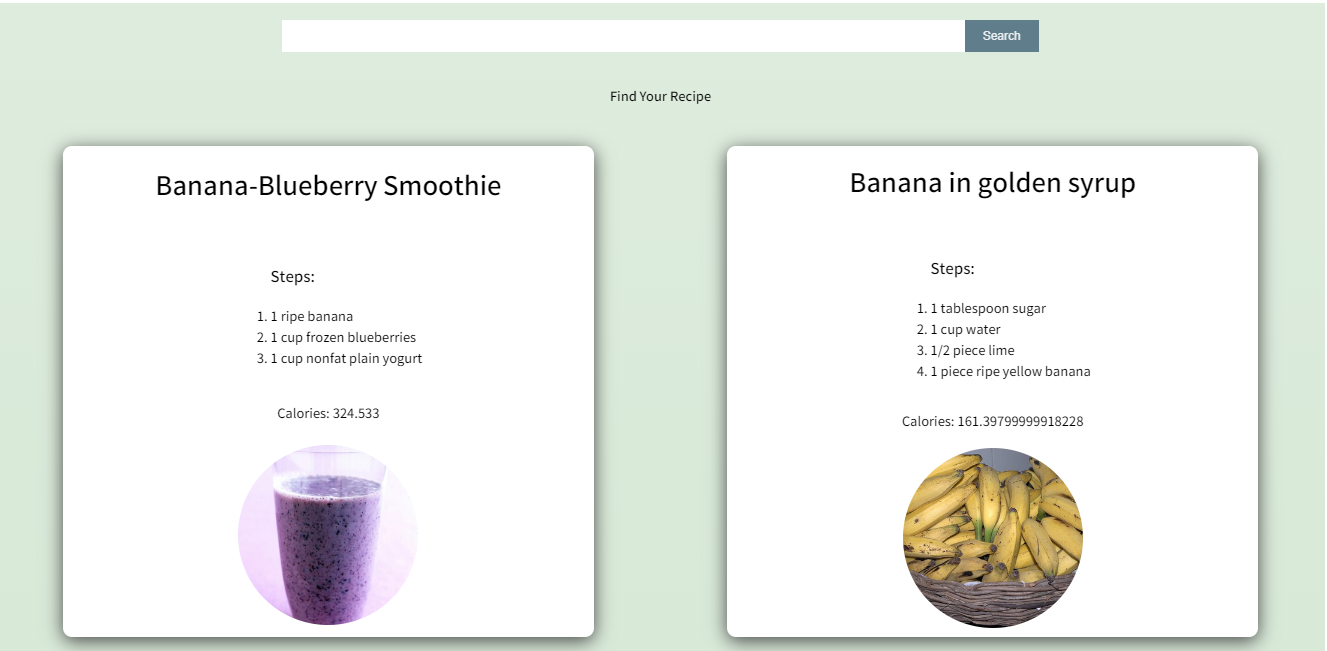 Search
Find Your Recipe
Banana-Blueberry Smoothie
Steps:
1. 1 ripe banana
2. 1 cup frozen blueberries
3. 1 cup nonfat plain yogurt
Calories: 324.533
Banana in golden syrup
Steps:
1. 1 tablespoon sugar
2. 1 cup water
3. 1/2 piece lime
4. 1 piece ripe yellow banana
Calories: 161.39799999918228